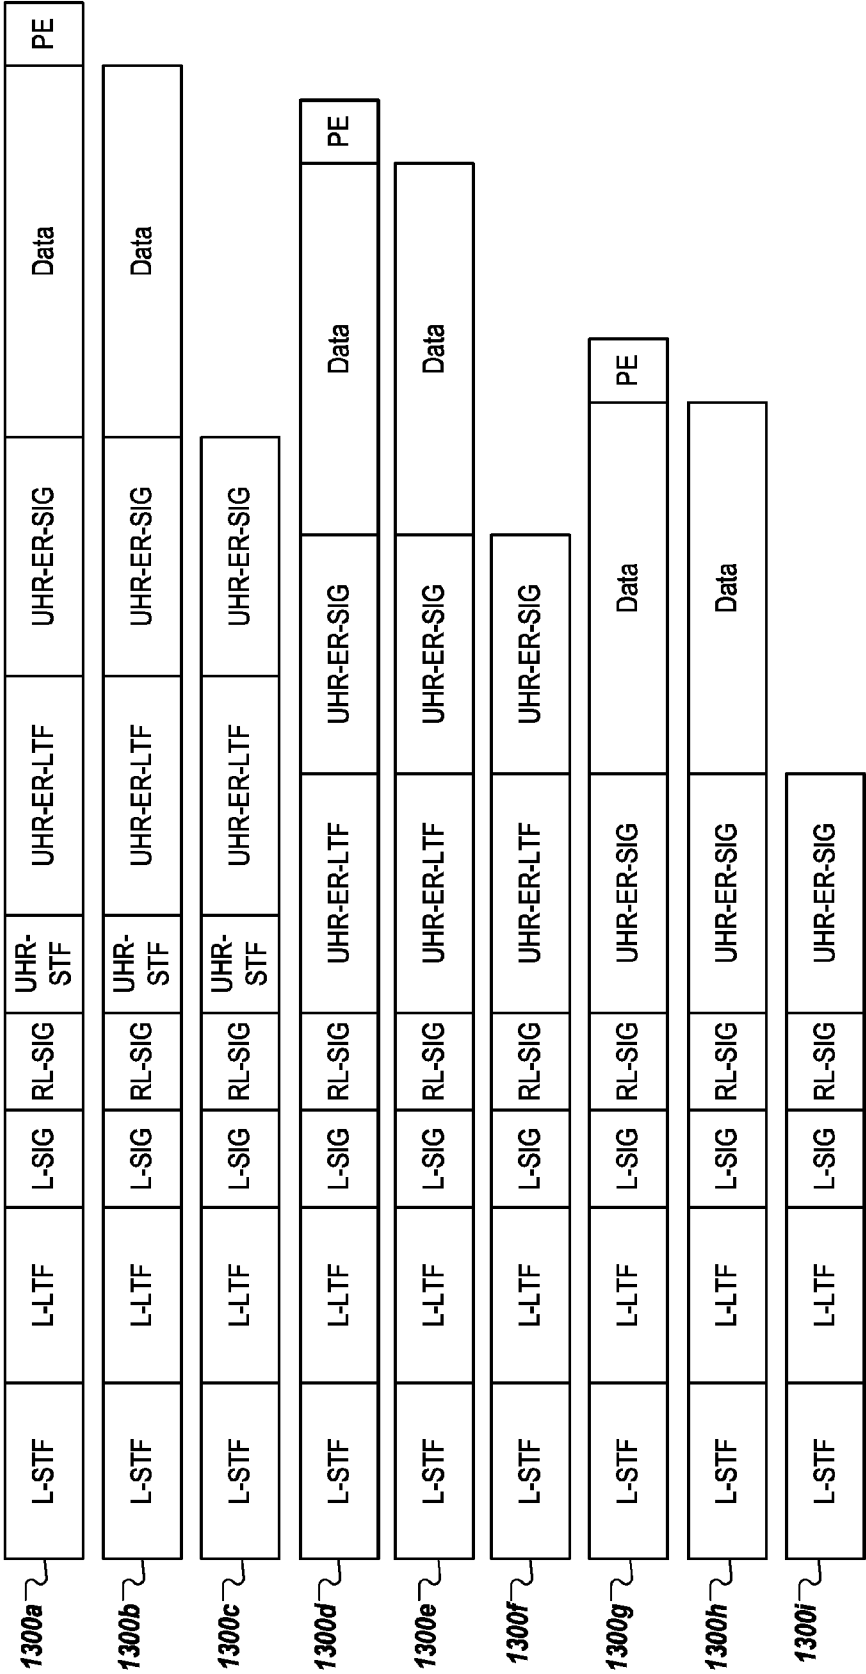 1300a
L-STF
L-LTF
L-SIG
RL-SIG
UHR-
STF
UHR-ER-LTF
UHR-ER-SIG
Data
PE
1300b
L-STF
L-LTF
L-SIG
RL-SIG
UHR-
STF
UHR-ER-LTF
UHR-ER-SIG
Data
1300c
L-STF
L-LTF
L-SIG
RL-SIG
UHR-
STF
UHR-ER-LTF
UHR-ER-SIG
1300d
L-STF
L-LTF
L-SIG
RL-SIG
UHR-ER-LTF
UHR-ER-SIG
Data
PE
1300e
L-STF
L-LTF
L-SIG
RL-SIG
UHR-ER-LTF
UHR-ER-SIG
Data
1300f
L-STF
L-LTF
L-SIG
RL-SIG
UHR-ER-LTF
UHR-ER-SIG
1300g
L-STF
L-LTF
L-SIG
RL-SIG
UHR-ER-SIG
Data
PE
1300h
L-STF
L-LTF
L-SIG
RL-SIG
UHR-ER-SIG
Data
1300i
L-STF
L-LTF
L-SIG
RL-SIG
UHR-ER-SIG